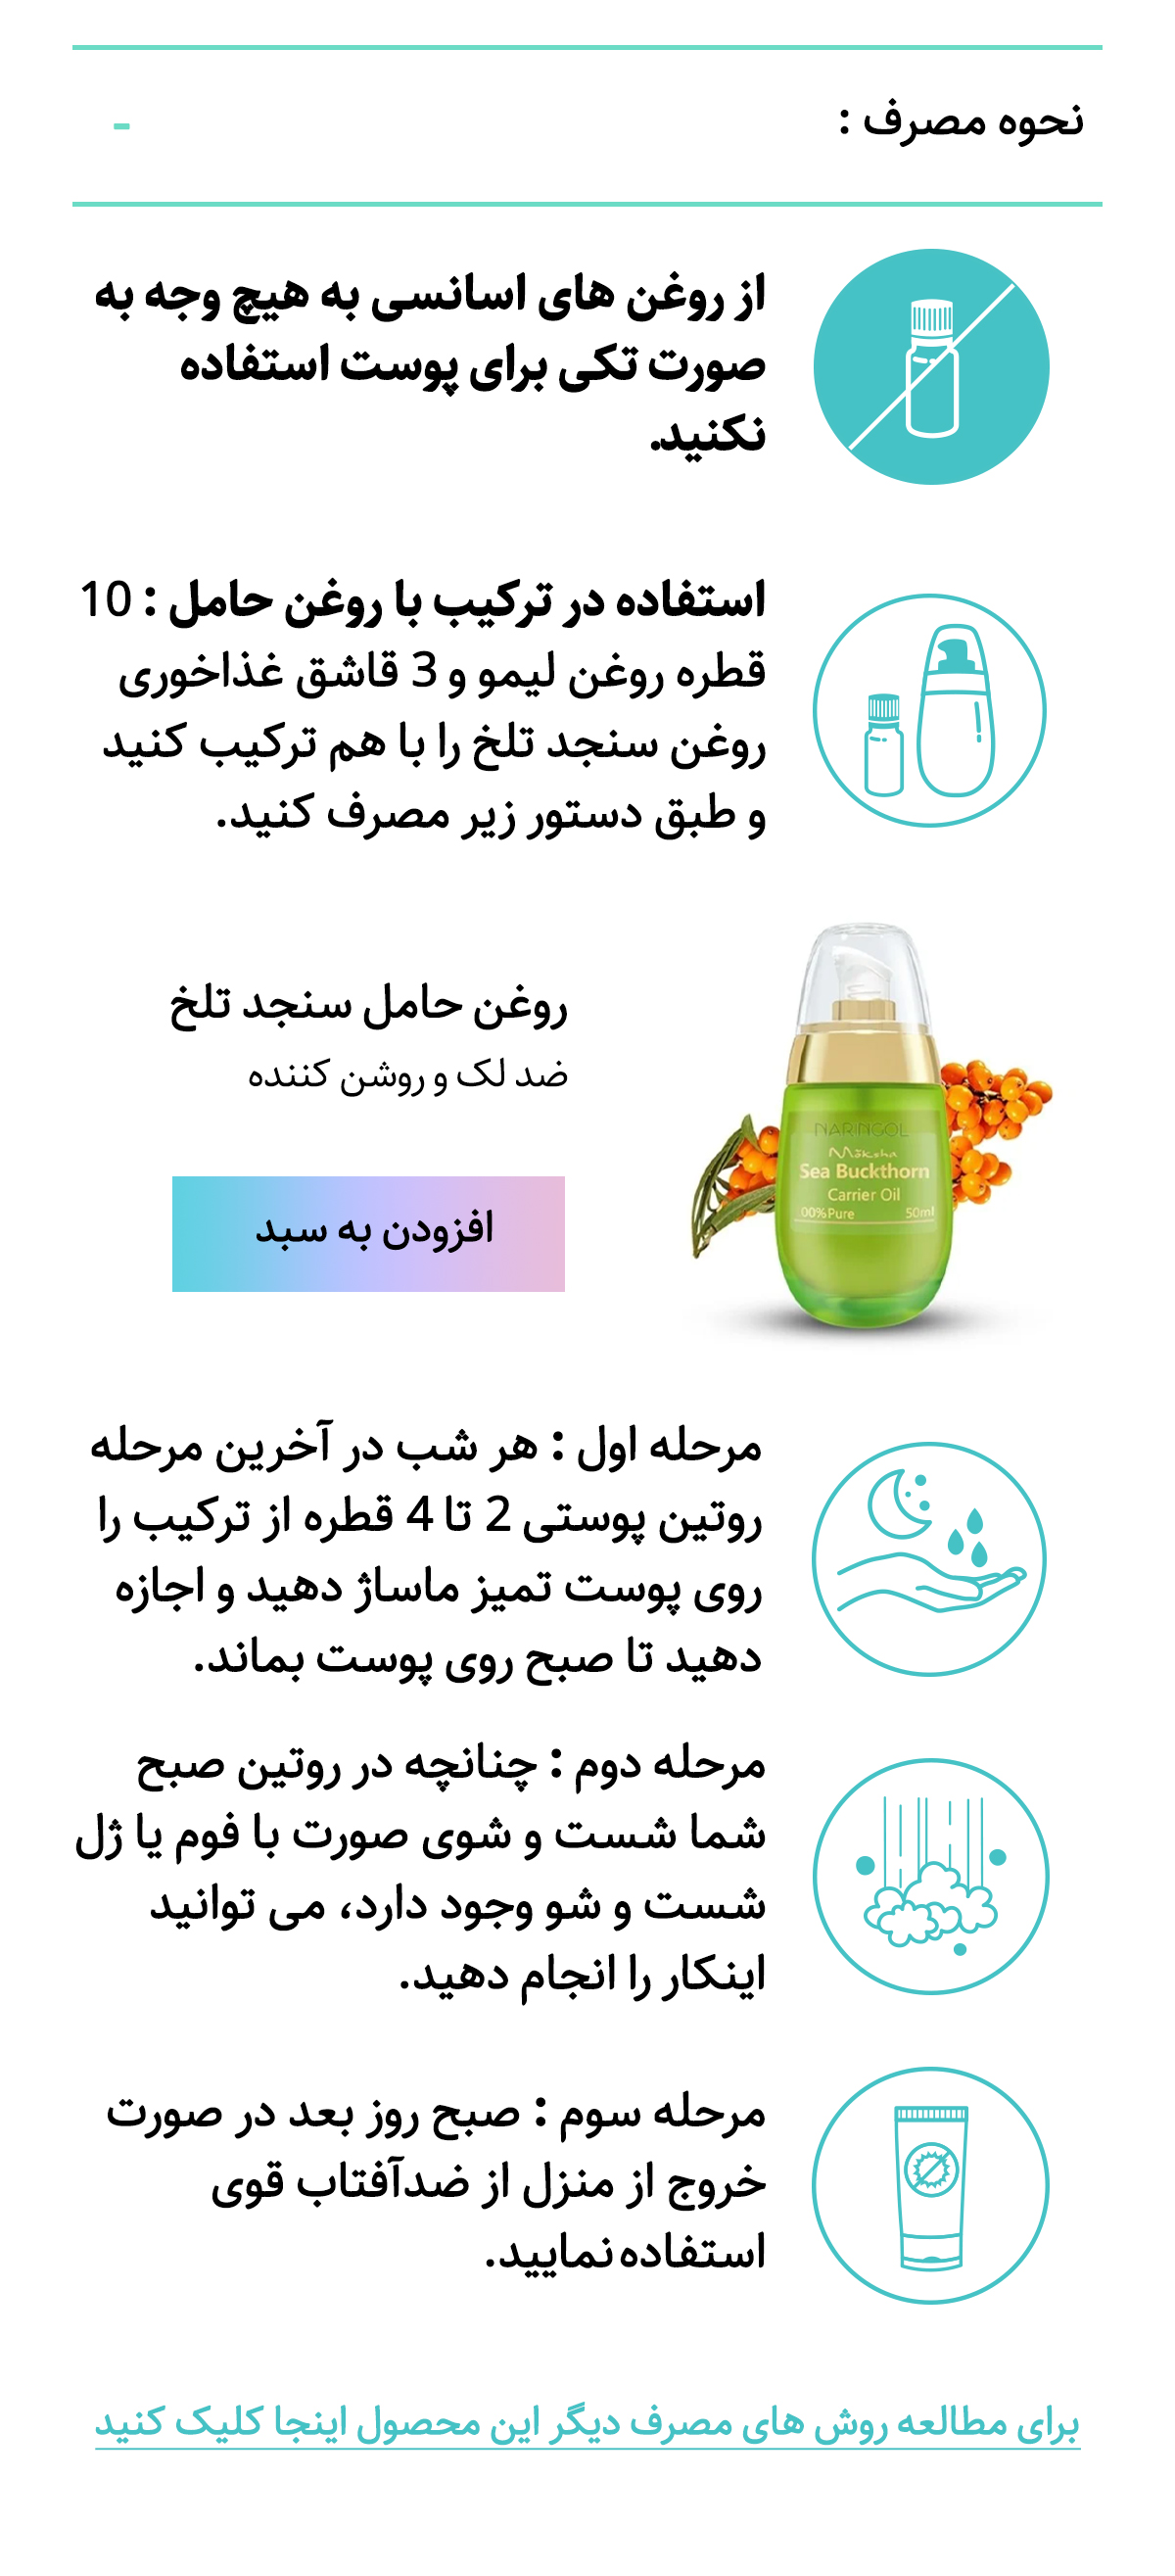 نحوه مصرف :
-
از روغن های اسانسی به هیچ وجه به
صورت تکی برای پوست استفاده
نکنید.
استفاده در ترکیب با روغن حامل : 10
قطره روغن لیمو و 3 قاشق غذاخوری
روغن سنجد تلخ را با هم ترکیب کنید
و طبق دستور زیر مصرف کنید.
روغن حامل سنجد تلخ
ضد لک و روشن کننده
افزودن به سبد
NARINGOL
Mōksha
Sea Buckthorn
Carrier Oil
00%Pure 50ml
مرحله اول : هر شب در آخرین مرحله
روتین پوستی 2 تا 4 قطره از ترکیب را
روی پوست تمیز ماساژ دهید و اجازه
دهید تا صبح روی پوست بماند.
مرحله دوم : چنانچه در روتین صبح
شما شست و شوی صورت با فوم یا ژل
شست و شو وجود دارد، می توانید
اینکار را انجام دهید.
مرحله سوم : صبح روز بعد در صورت
خروج از منزل از ضدآفتاب قوی
استفاده نمایید.
برای مطالعه روش های مصرف دیگر این محصول اینجا کلیک کنید